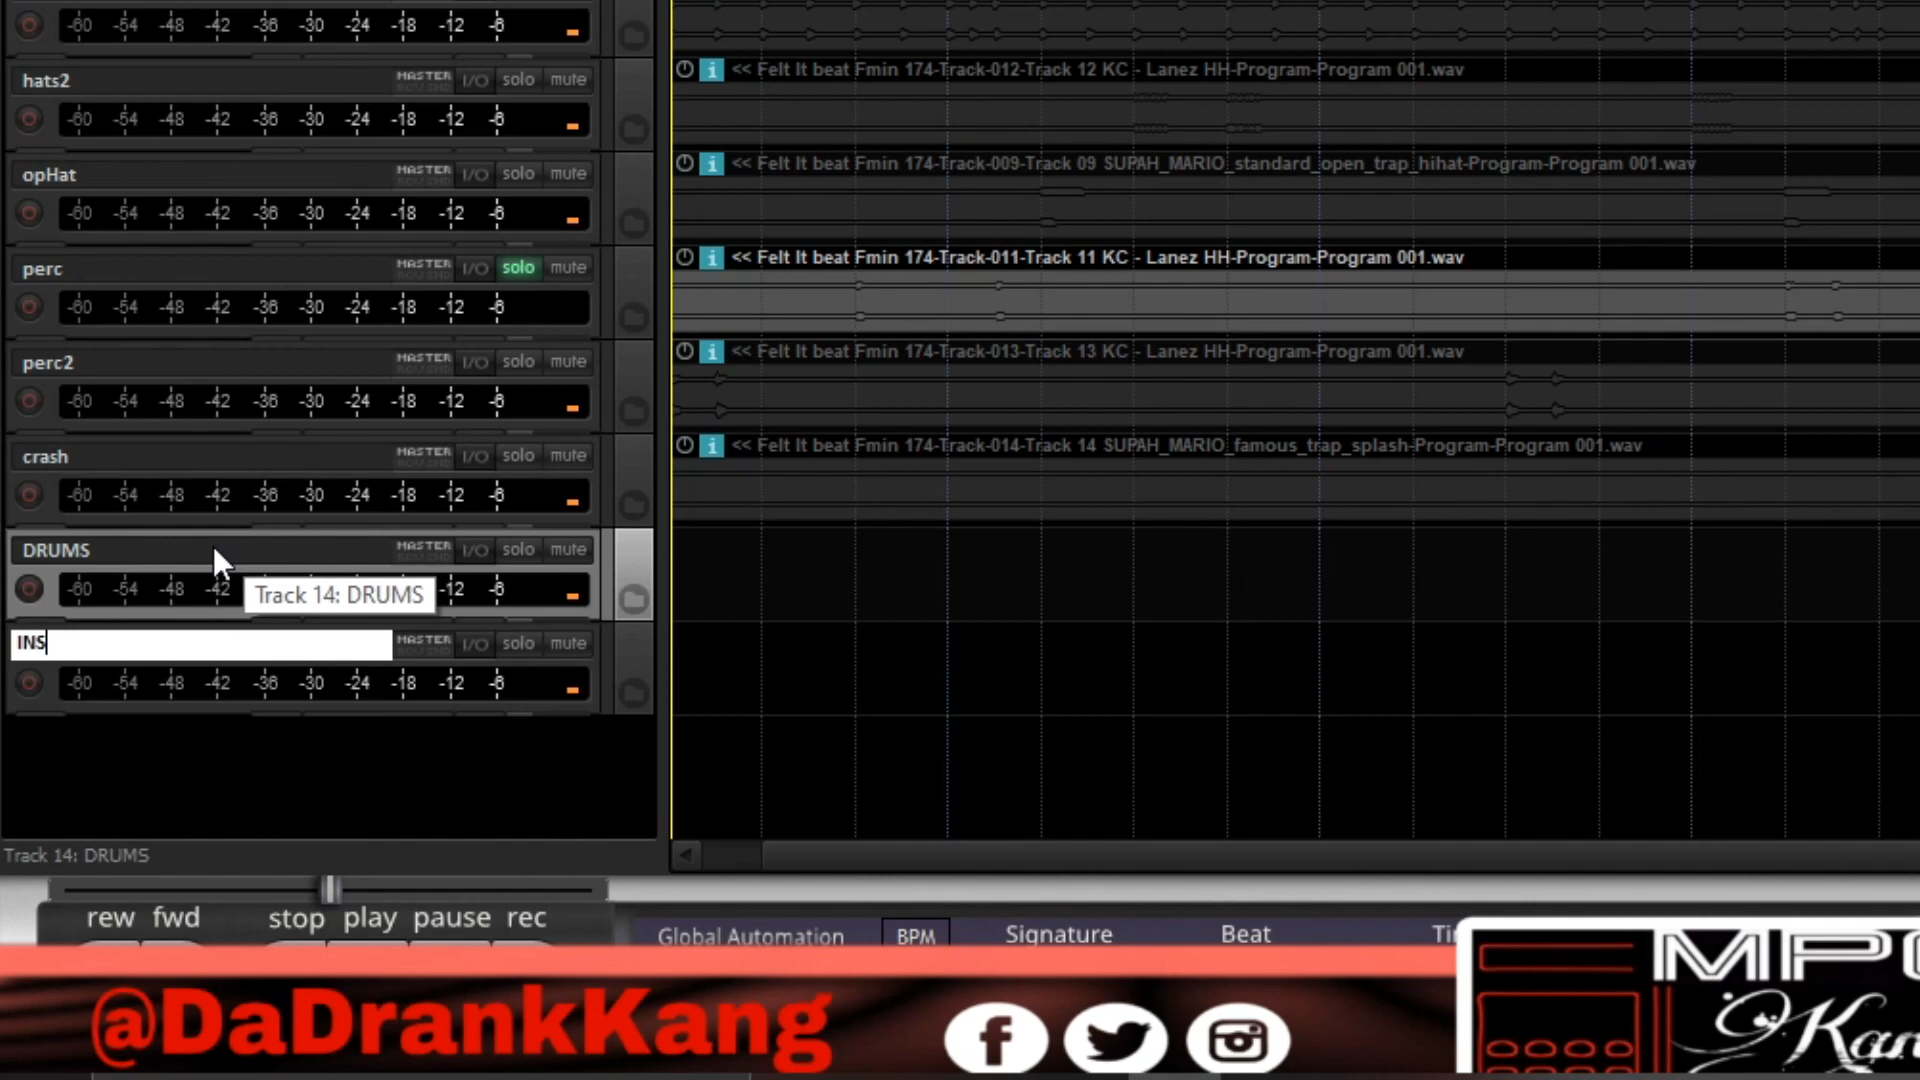 -60 -54 -48 -42 -36 -30 -24 -18 -12 -6
hats2 MASTER I/O solo mute
-60 -54 -48 -42 -36 -30 -24 -18 -12 -6
<< Felt It beat Fmin 174-Track-012-Track 12 KC - Lanez HH-Program-Program 001.wav
opHat MASTER I/O solo mute
-60 -54 -48 -42 -36 -30 -24 -18 -12 -6
<< Felt It beat Fmin 174-Track-009-Track 09 SUPAH_MARIO_standard_open_trap_hihat-Program-Program 001.wav
perc MASTER I/O solo mute
-60 -54 -48 -42 -36 -30 -24 -18 -12 -6
<< Felt It beat Fmin 174-Track-011-Track 11 KC - Lanez HH-Program-Program 001.wav
perc2 MASTER I/O solo mute
-60 -54 -48 -42 -36 -30 -24 -18 -12 -6
<< Felt It beat Fmin 174-Track-013-Track 13 KC - Lanez HH-Program-Program 001.wav
crash MASTER I/O solo mute
-60 -54 -48 -42 -36 -30 -24 -18 -12 -6
<< Felt It beat Fmin 174-Track-014-Track 14 SUPAH_MARIO_famous_trap_splash-Program-Program 001.wav
DRUMS MASTER I/O solo mute
-60 -54 -48 -42 -12 -6
Track 14: DRUMS
INS MASTER I/O solo mute
-60 -54 -48 -42 -36 -30 -24 -18 -12 -6
Track 14: DRUMS
rew fwd stop play pause rec
Global Automation BPM Signature Beat
@DaDrankKang